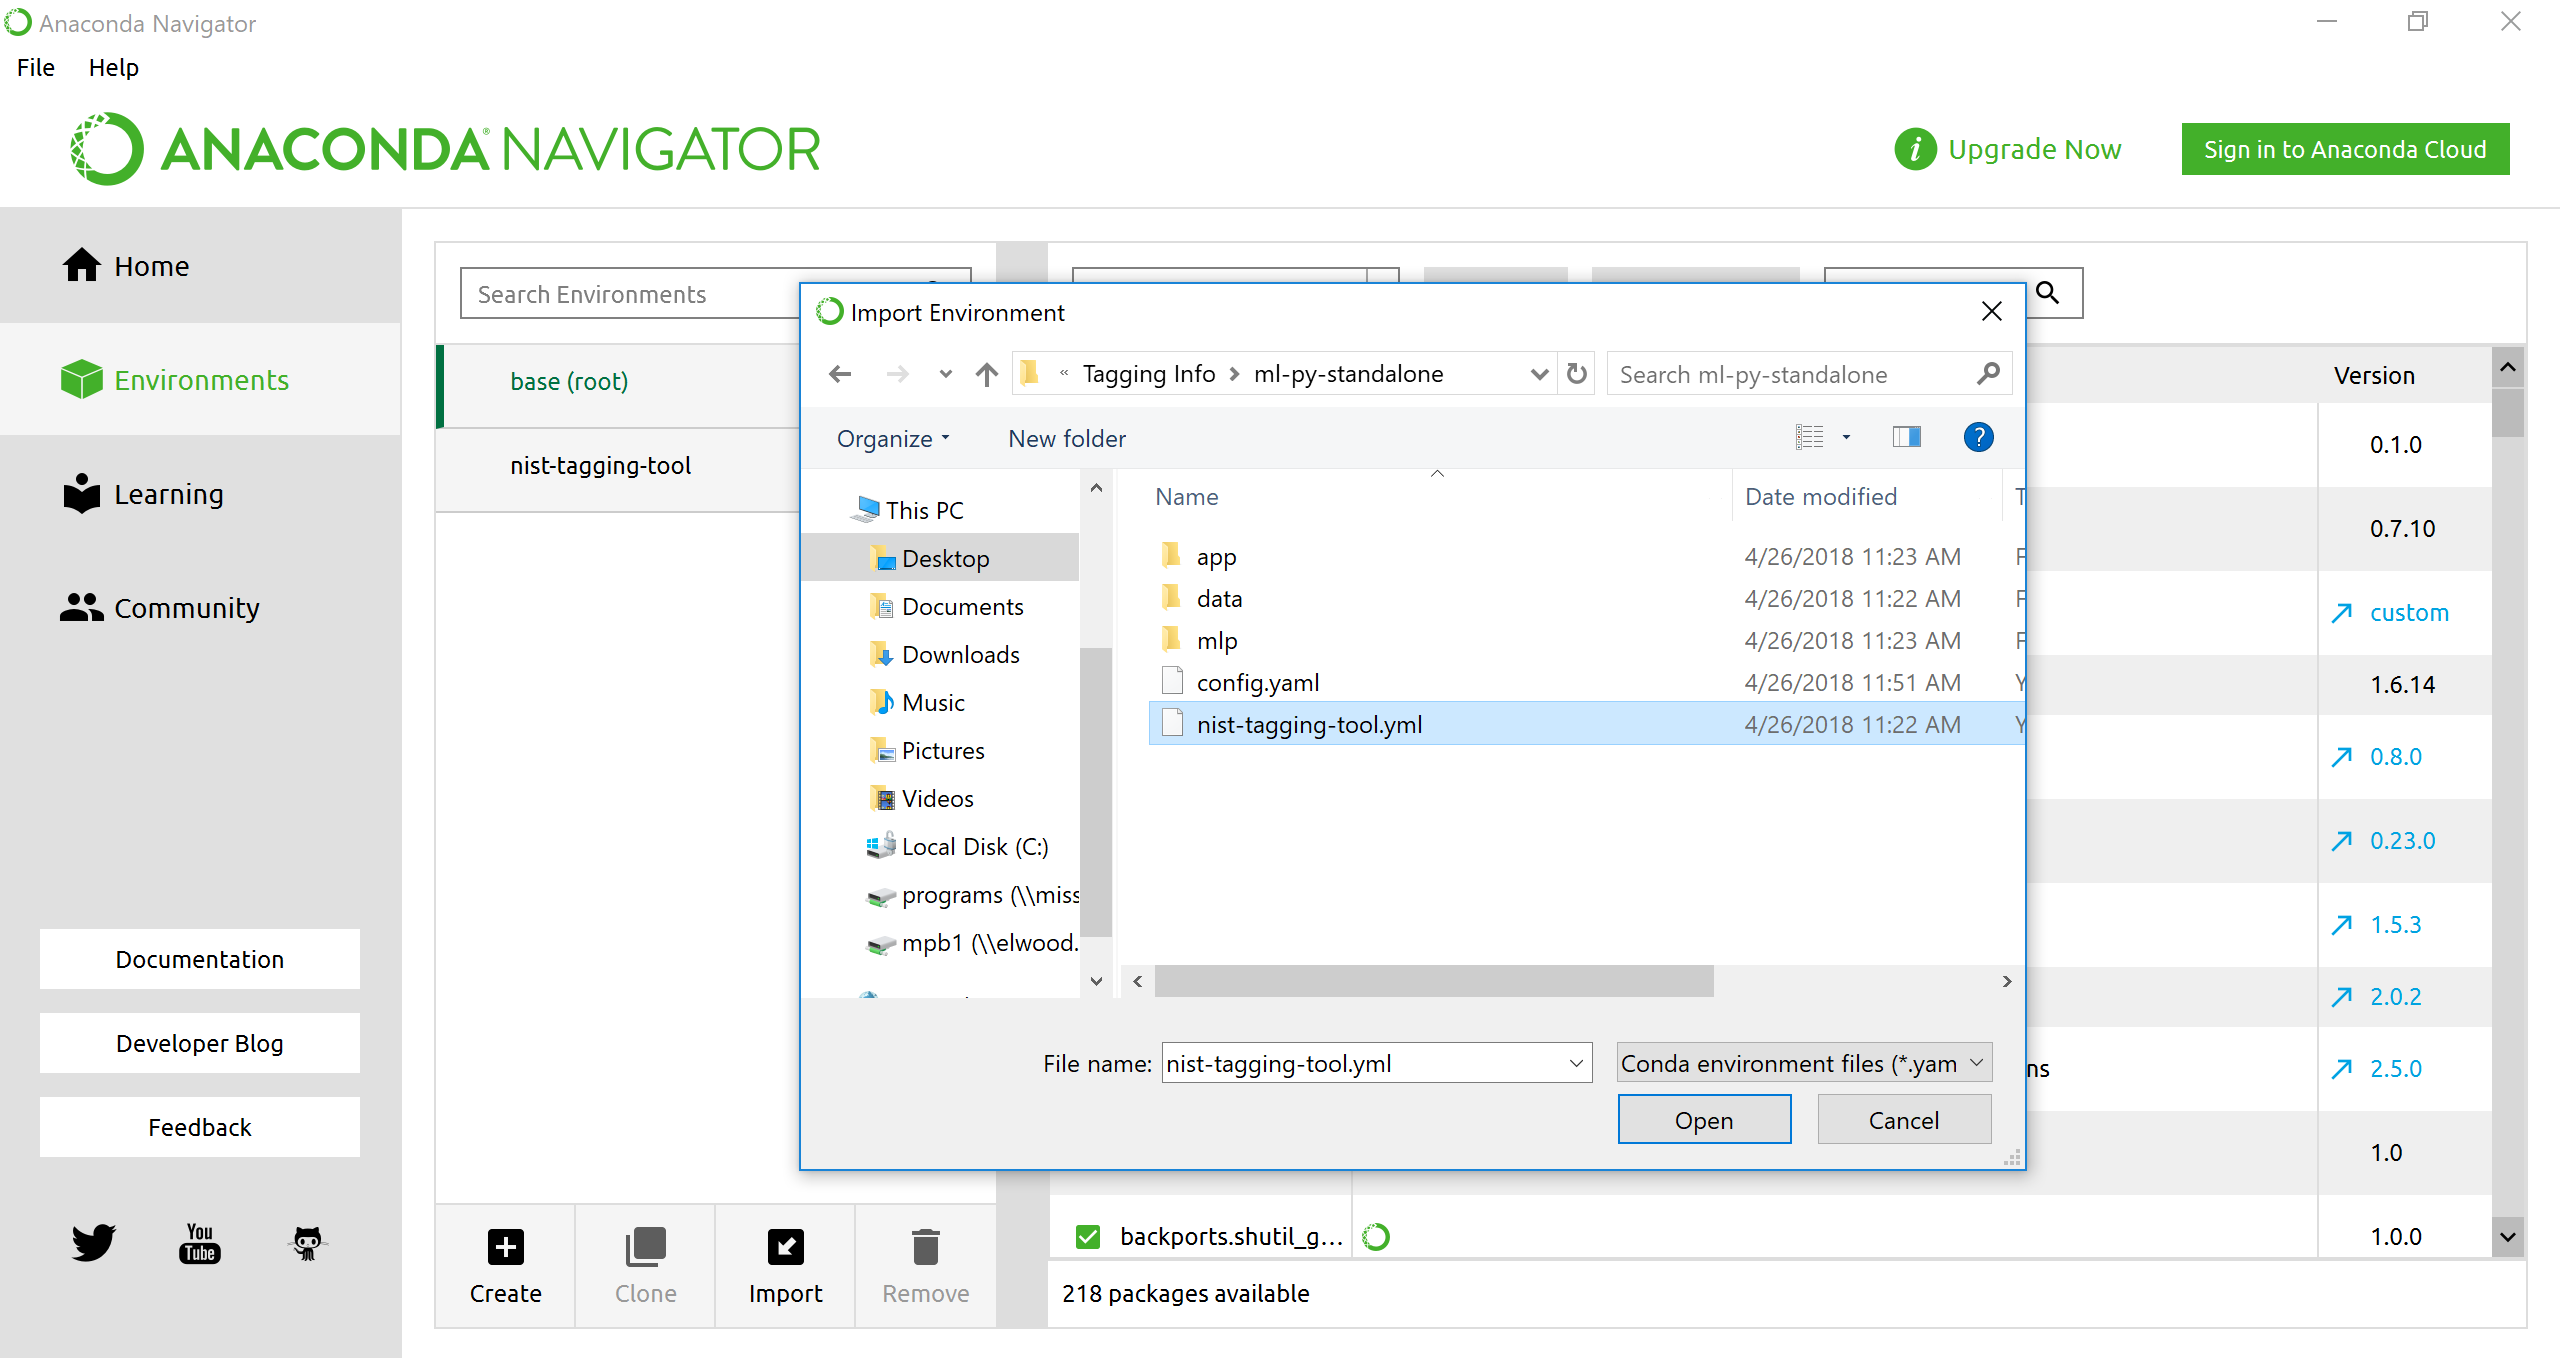 Anaconda Navigator
File Help
ANACONDA NAVIGATOR
Upgrade Now
Sign in to Anaconda Cloud
Home
Environments
Learning
Community
Documentation
Developer Blog
Feedback
You
Tube
Search Environments
base (root)
nist-tagging-tool
Create
Clone
Import
Remove
Import Environment
« Tagging Info > ml-py-standalone
Search ml-py-standalone
Organize
New folder
This PC
Desktop
Documents
Downloads
Music
Pictures
Videos
Local Disk (C:)
programs (\\miss
mpb1 (\\elwood.
Name Date modified T
app 4/26/2018 11:23 AM F
data 4/26/2018 11:22 AM F
mlp 4/26/2018 11:23 AM F
config.yaml 4/26/2018 11:51 AM Y
nist-tagging-tool.yml 4/26/2018 11:22 AM Y
File name: nist-tagging-tool.yml
Conda environment files (*.yam
Open
Cancel
Version
0.1.0
0.7.10
custom
1.6.14
0.8.0
0.23.0
1.5.3
2.0.2
ns 2.5.0
1.0
backports.shutil_g... 1.0.0
218 packages available